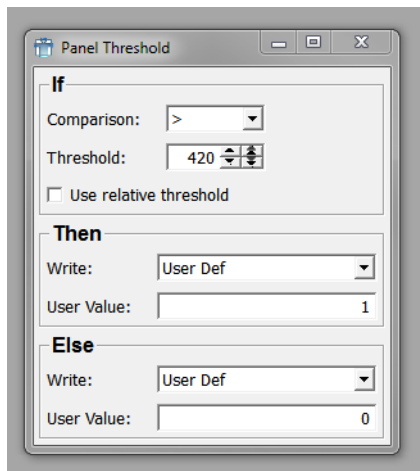 Panel Threshold
If
Comparison: >
Threshold: 420
Use relative threshold
Then
Write: User Def
User Value: 1
Else
Write: User Def
User Value: 0